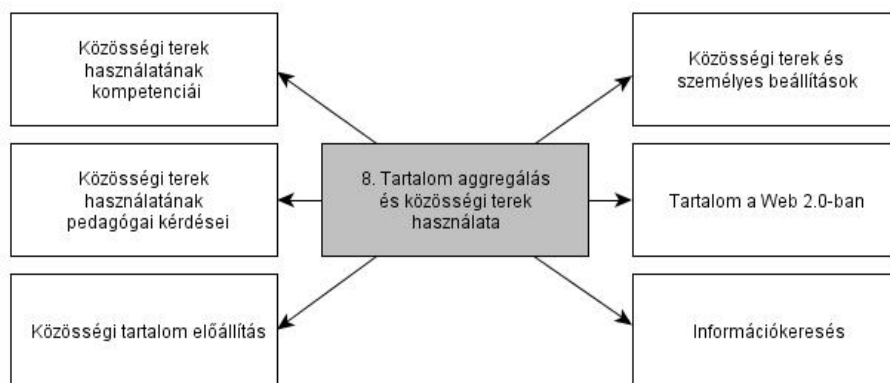 Közösségi terek
használatának
kompetenciái
Közösségi terek és
személyes beállítások
Közösségi terek
használatának
pedagógai kérdései
8. Tartalom aggregálás
és közösségi terek
használata
Tartalom a Web 2.0-ban
Közösségi tartalom előállítás
Információkeresés